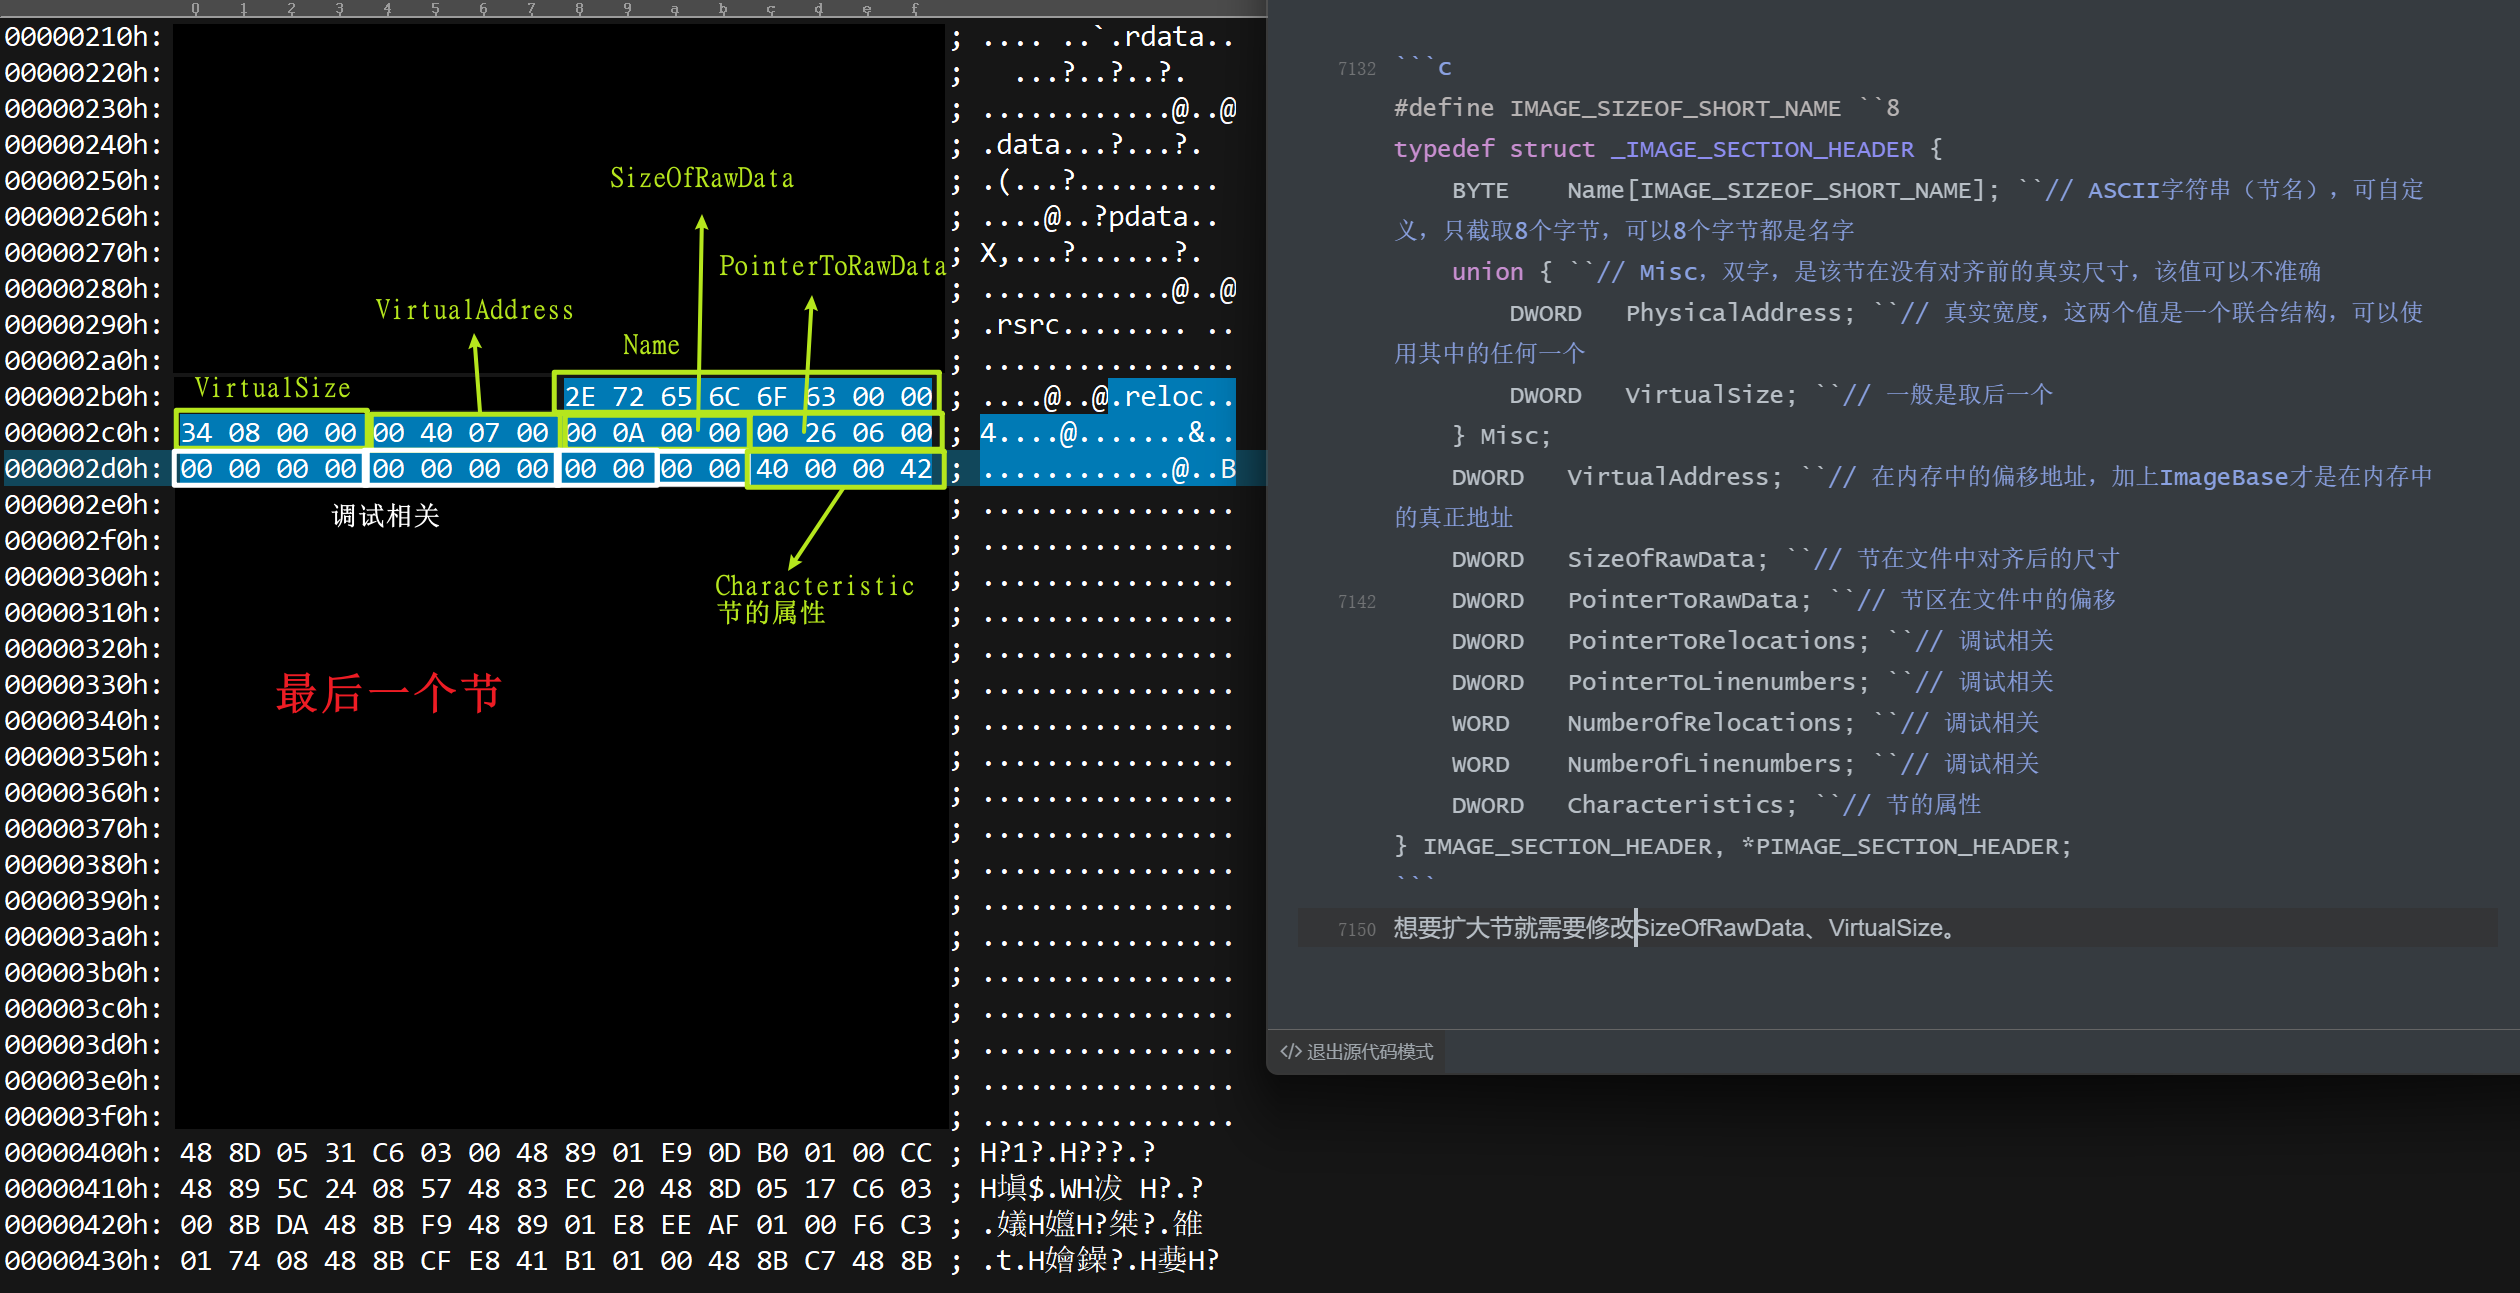 0 1 2 3 4 5 6 7 8 9 a b c d e f
00000210h: ; .... ..`.rdata..
00000220h: ;   ...?..?..?.
00000230h: ; ............@..@
00000240h: ; .data...?...?.
00000250h: ; .(...?.........
00000260h: ; ....@..?pdata..
00000270h: ; X,...?......?.
00000280h: ; ............@..@
00000290h: ; .rsrc........ ..
000002a0h: ; ................
000002b0h: 2E 72 65 6C 6F 63 00 00 ; ....@..@.reloc..
000002c0h: 34 08 00 00 00 40 07 00 00 0A 00 00 00 26 06 00 ; 4....@.......&..
000002d0h: 00 00 00 00 00 00 00 00 00 00 00 00 40 00 00 42 ; ............@..B
000002e0h: ; ................
000002f0h: ; ................
00000300h: ; ................
00000310h: ; ................
00000320h: ; ................
00000330h: ; ................
00000340h: ; ................
00000350h: ; ................
00000360h: ; ................
00000370h: ; ................
00000380h: ; ................
00000390h: ; ................
000003a0h: ; ................
000003b0h: ; ................
000003c0h: ; ................
000003d0h: ; ................
000003e0h: ; ................
000003f0h: ; ................
00000400h: 48 8D 05 31 C6 03 00 48 89 01 E9 0D B0 01 00 CC ; H?1?.H???.?
00000410h: 48 89 5C 24 08 57 48 83 EC 20 48 8D 05 17 C6 03 ; H塡$.WH冹 H?.?
00000420h: 00 8B DA 48 8B F9 48 89 01 E8 EE AF 01 00 F6 C3 ; .嬟H孂H?桀?.雒
00000430h: 01 74 08 48 8B CF E8 41 B1 01 00 48 8B C7 48 8B ; .t.H嬒鐰?.H嬊H?
SizeOfRawData
PointerToRawData
VirtualAddress
Name
VirtualSize
调试相关
Characteristic
节的属性
最后一个节
7132 ```c
#define IMAGE_SIZEOF_SHORT_NAME ``8
typedef struct _IMAGE_SECTION_HEADER {
BYTE    Name[IMAGE_SIZEOF_SHORT_NAME]; ``// ASCII字符串（节名），可自定
义，只截取8个字节，可以8个字节都是名字
union { ``// Misc，双字，是该节在没有对齐前的真实尺寸，该值可以不准确
DWORD   PhysicalAddress; ``// 真实宽度，这两个值是一个联合结构，可以使
用其中的任何一个
DWORD   VirtualSize; ``// 一般是取后一个
} Misc;
DWORD   VirtualAddress; ``// 在内存中的偏移地址，加上ImageBase才是在内存中
的真正地址
DWORD   SizeOfRawData; ``// 节在文件中对齐后的尺寸
7142 DWORD   PointerToRawData; ``// 节区在文件中的偏移
DWORD   PointerToRelocations; ``// 调试相关
DWORD   PointerToLinenumbers; ``// 调试相关
WORD    NumberOfRelocations; ``// 调试相关
WORD    NumberOfLinenumbers; ``// 调试相关
DWORD   Characteristics; ``// 节的属性
} IMAGE_SECTION_HEADER, *PIMAGE_SECTION_HEADER;
```
7150 想要扩大节就需要修改SizeOfRawData、VirtualSize。
</> 退出源代码模式